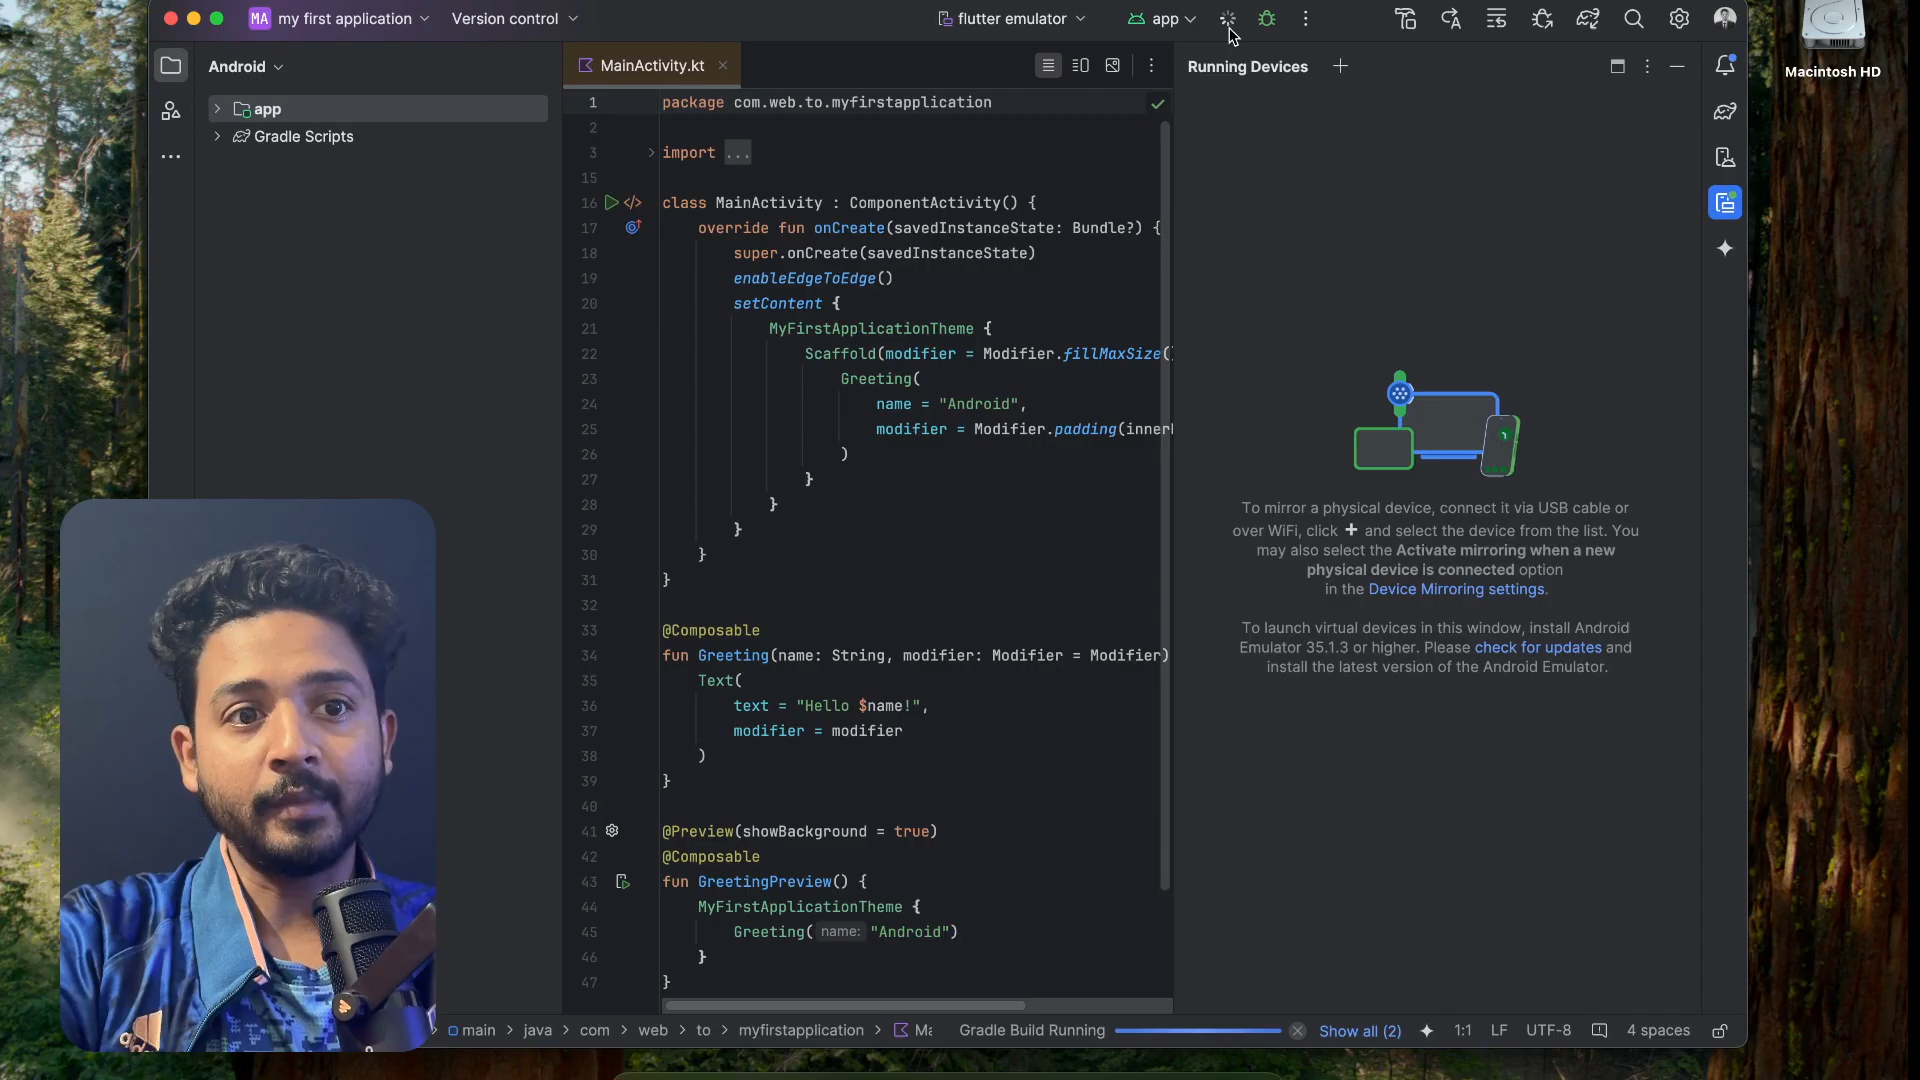 MA my first application Version control flutter emulator app
Macintosh HD
Android
MainActivity.kt
Running Devices
app
Gradle Scripts
1 package com.web.to.myfirstapplication
2
3 import ...
15
16 class MainActivity : ComponentActivity() {
17 override fun onCreate(savedInstanceState: Bundle?) {
18 super.onCreate(savedInstanceState)
19 enableEdgeToEdge()
20 setContent {
21 MyFirstApplicationTheme {
22 Scaffold(modifier = Modifier.fillMaxSize(
23 Greeting(
24 name = "Android",
25 modifier = Modifier.padding(inner
26 )
27 }
28 }
29 }
30 }
31 }
32
33 @Composable
34 fun Greeting(name: String, modifier: Modifier = Modifier)
35 Text(
36 text = "Hello $name!",
37 modifier = modifier
38 )
39 }
40
41 @Preview(showBackground = true)
42 @Composable
43 fun GreetingPreview() {
44 MyFirstApplicationTheme {
45 Greeting( name: "Android")
46 }
47 }
To mirror a physical device, connect it via USB cable or
over WiFi, click + and select the device from the list. You
may also select the Activate mirroring when a new
physical device is connected option
in the Device Mirroring settings.
To launch virtual devices in this window, install Android
Emulator 35.1.3 or higher. Please check for updates and
install the latest version of the Android Emulator.
main > java > com > web > to > myfirstapplication > Ma Gradle Build Running Show all (2) 1:1 LF UTF-8 4 spaces